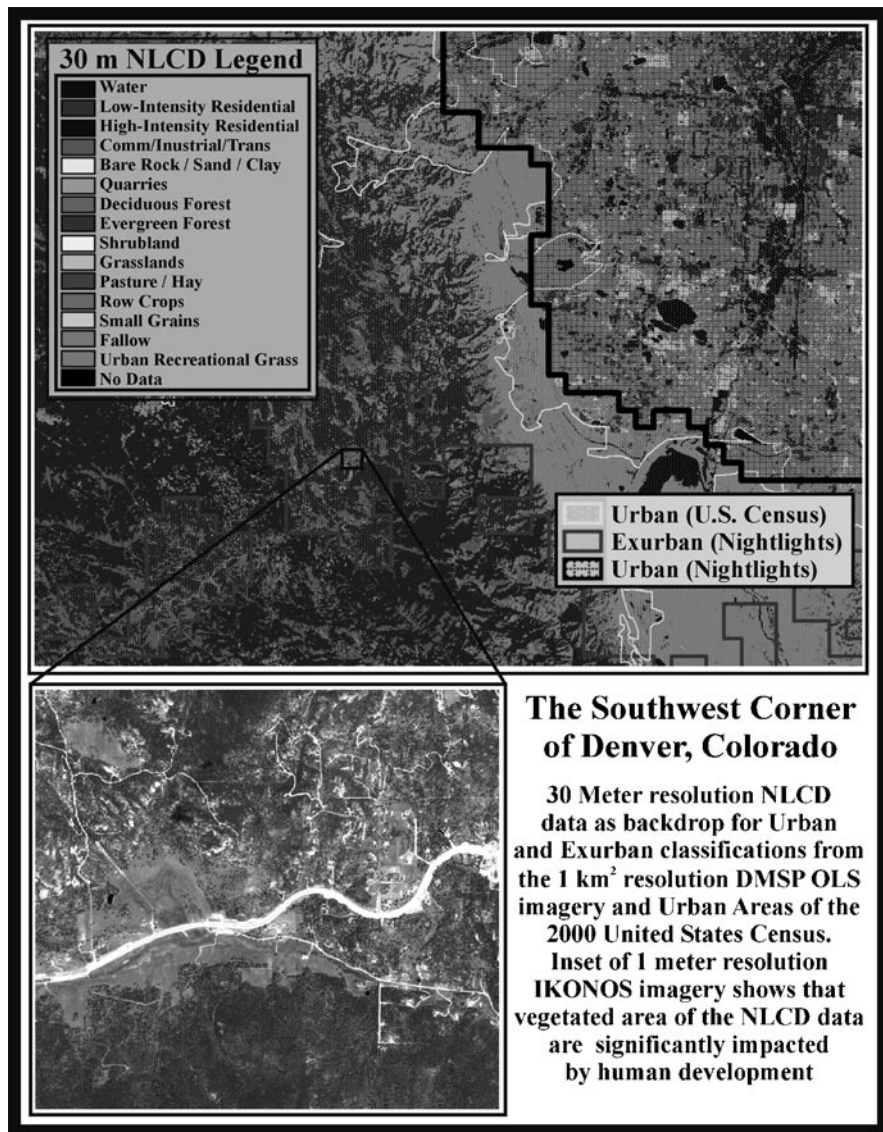 30 m NLCD Legend
Water
Low-Intensity Residential
High-Intensity Residential
Comm/Inustrial/Trans
Bare Rock / Sand / Clay
Quarries
Deciduous Forest
Evergreen Forest
Shrubland
Grasslands
Pasture / Hay
Row Crops
Small Grains
Fallow
Urban Recreational Grass
No Data
Urban (U.S. Census)
Exurban (Nightlights)
Urban (Nightlights)
The Southwest Corner
of Denver, Colorado
30 Meter resolution NLCD
data as backdrop for Urban
and Exurban classifications from
the 1 km² resolution DMSP OLS
imagery and Urban Areas of the
2000 United States Census.
Inset of 1 meter resolution
IKONOS imagery shows that
vegetated area of the NLCD data
are significantly impacted
by human development